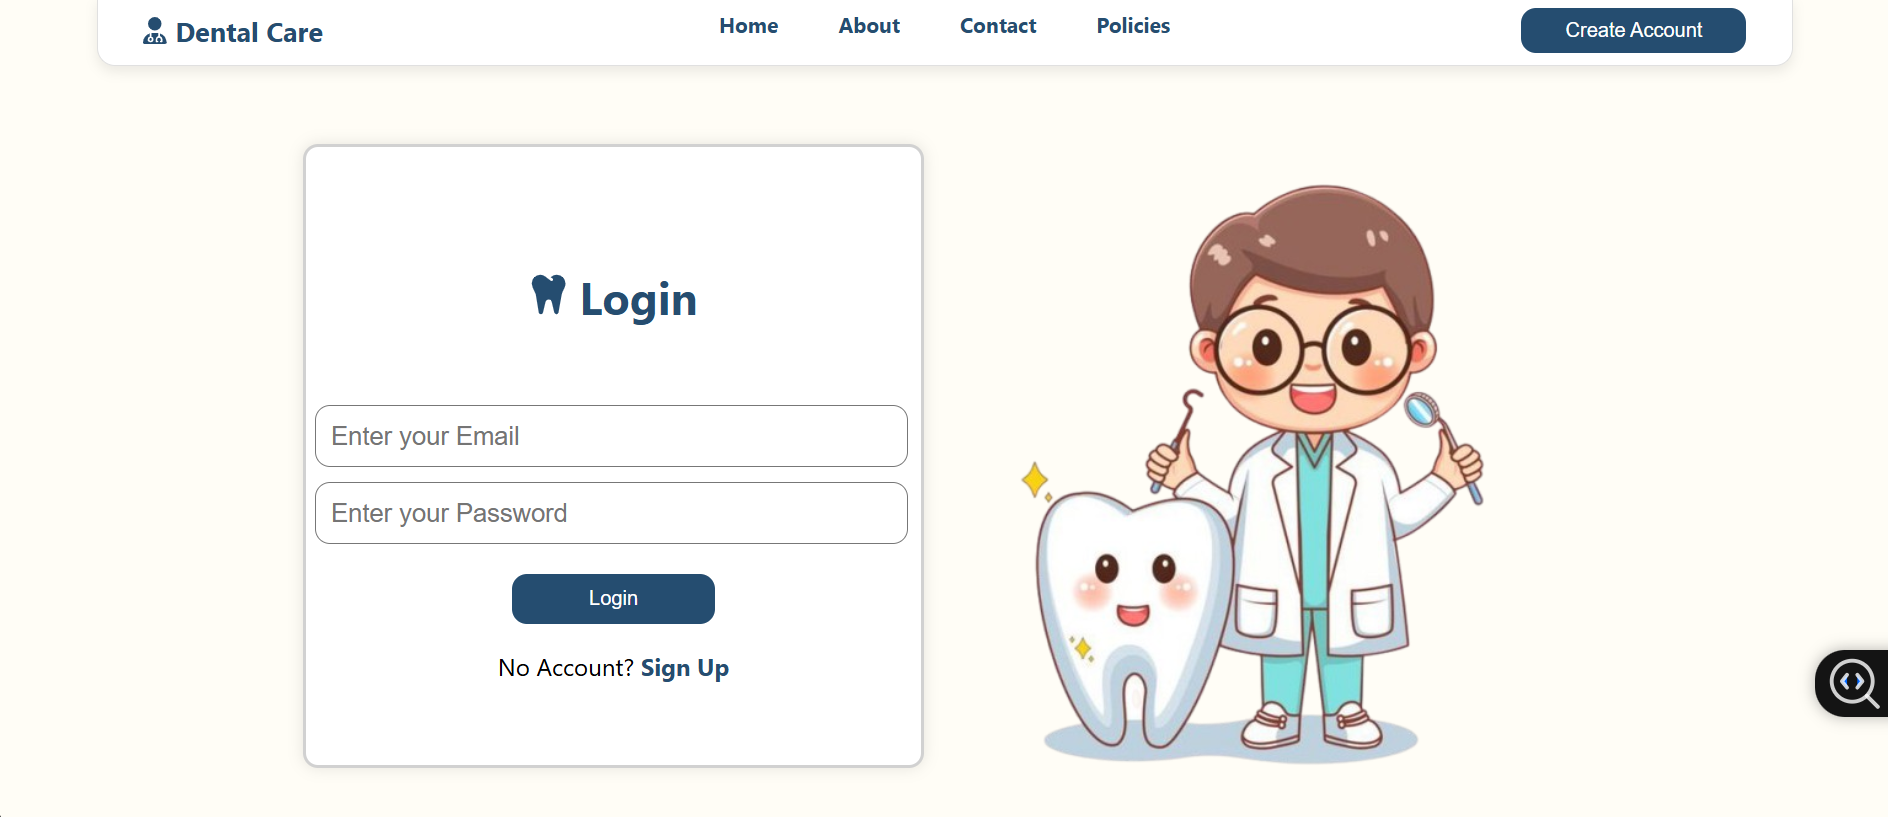 Dental Care
Home About Contact Policies
Create Account
Login
Enter your Email
Enter your Password
Login
No Account? Sign Up